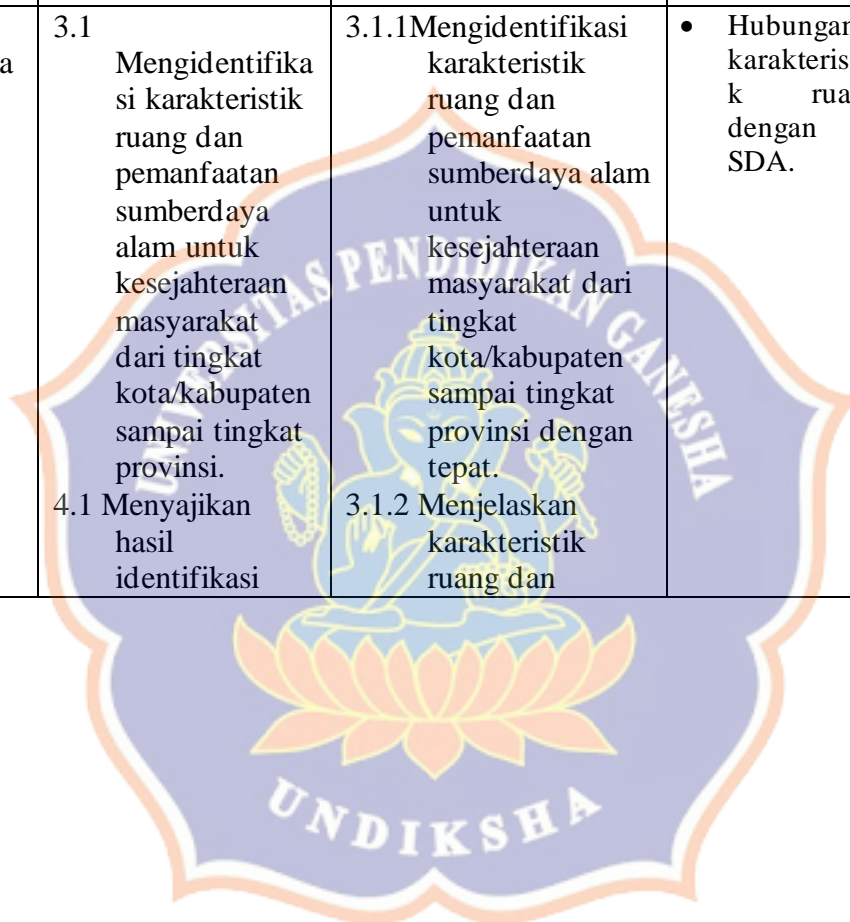 a
3.1
Mengidentifika
si karakteristik
ruang dan
pemanfaatan
sumberdaya
alam untuk
kesejahteraan
masyarakat
dari tingkat
kota/kabupaten
sampai tingkat
provinsi.
4.1 Menyajikan
hasil
identifikasi
3.1.1Mengidentifikasi
karakteristik
ruang dan
pemanfaatan
sumberdaya alam
untuk
kesejahteraan
masyarakat dari
tingkat
kota/kabupaten
sampai tingkat
provinsi dengan
tepat.
3.1.2 Menjelaskan
karakteristik
ruang dan
• Hubungan
karakteris
k rua
dengan
SDA.
UNIVERSITAS PENDIDIKAN GANESHA
UNDIKSHA